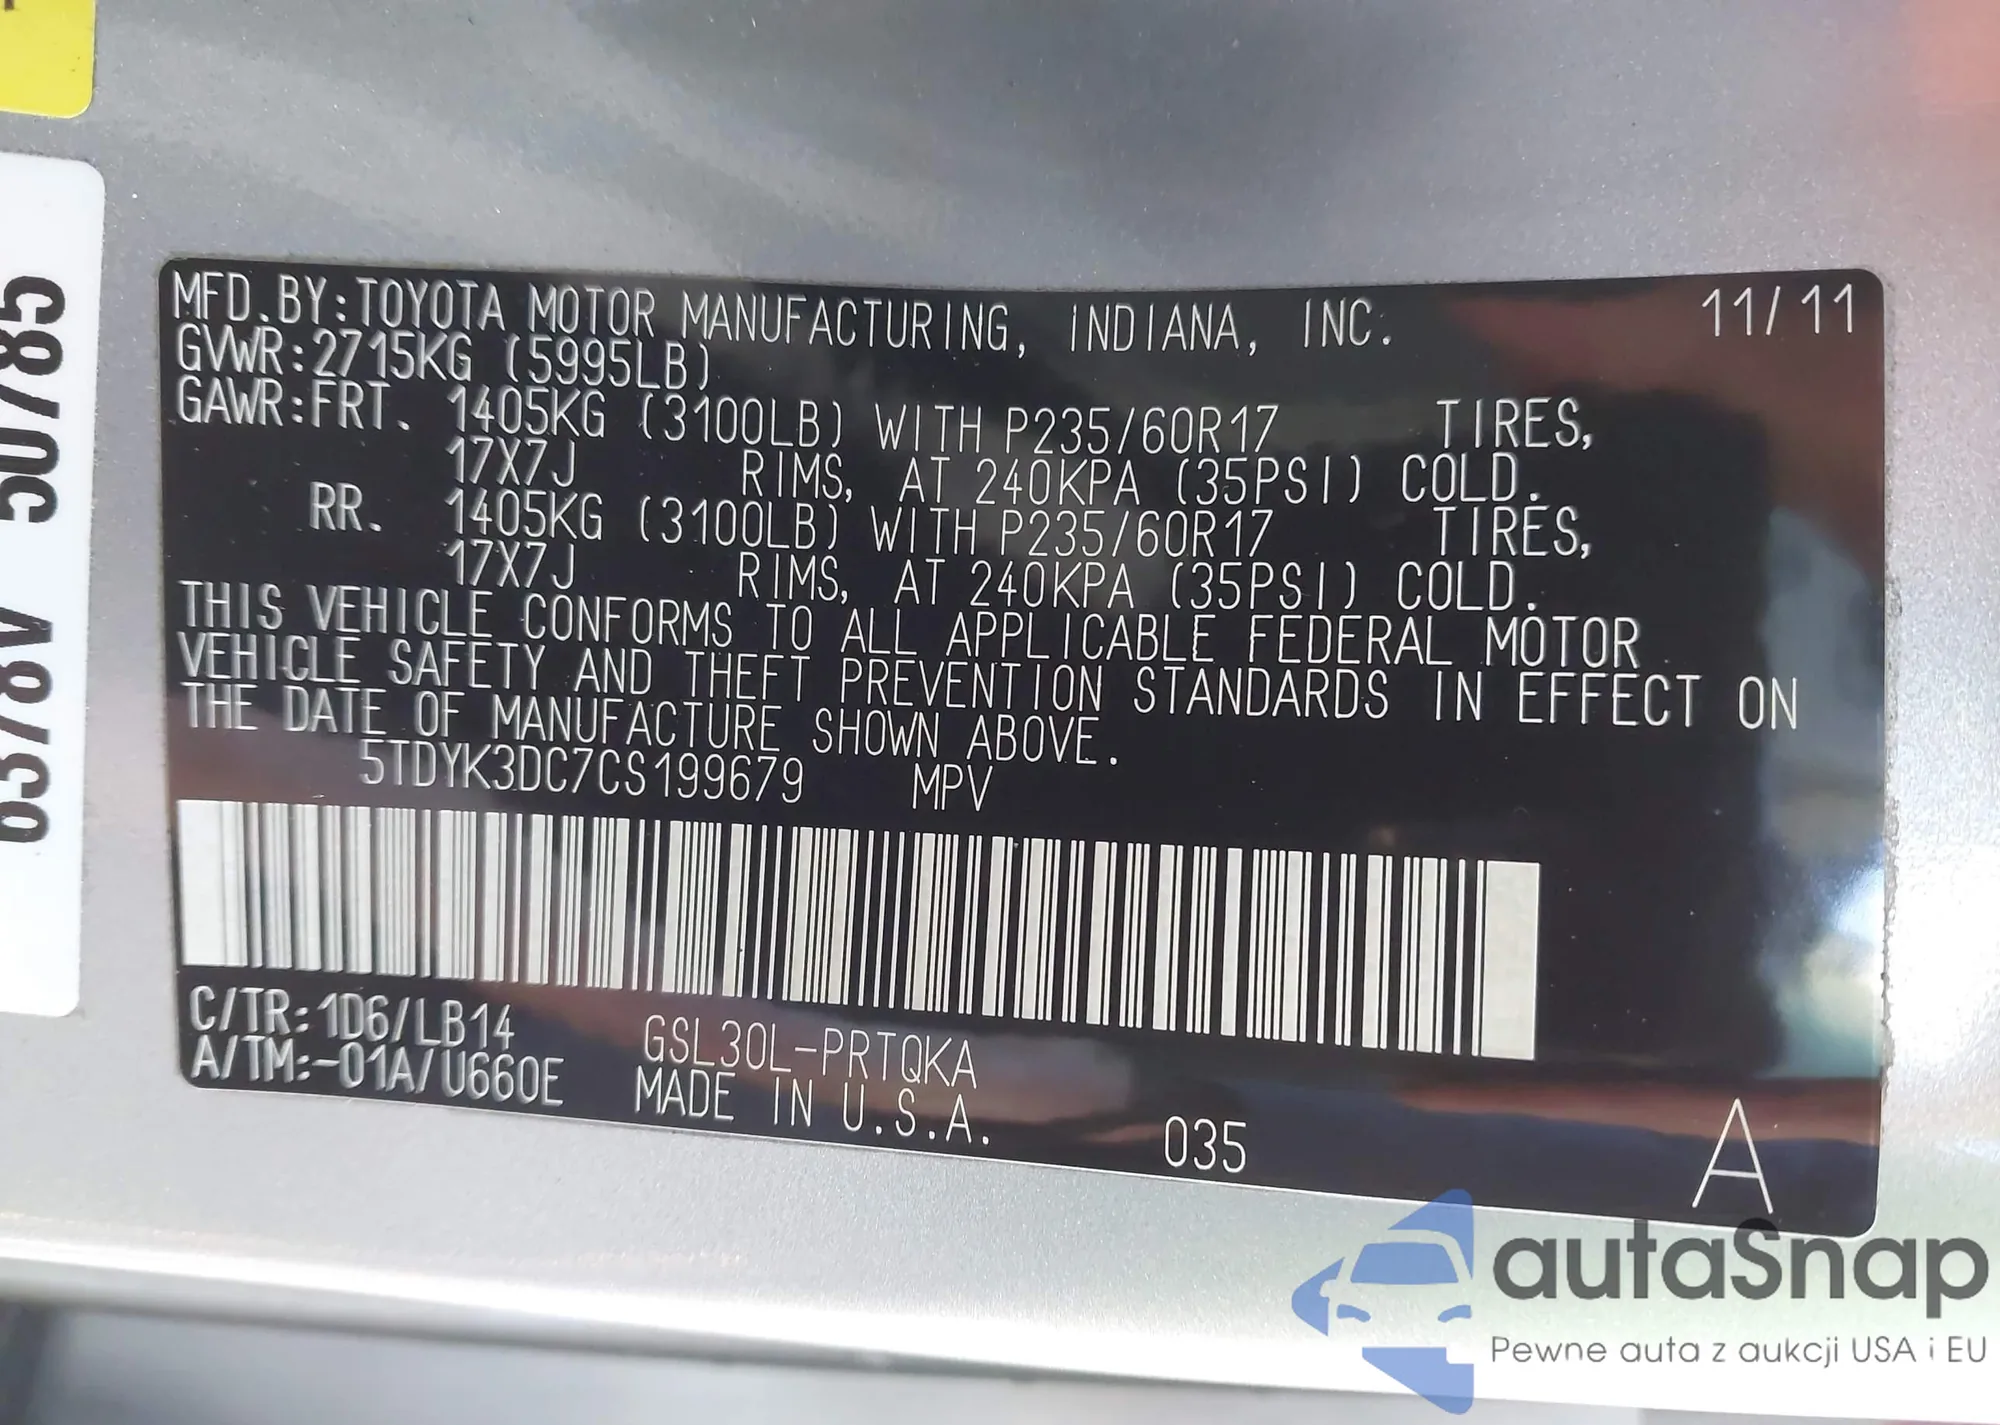 MFD.BY:TOYOTA MOTOR MANUFACTURING, INDIANA, INC. 11/11
GVWR:2715KG (5995LB)
GAWR:FRT. 1405KG (3100LB) WITH P235/60R17 TIRES,
17X7J RIMS, AT 240KPA (35PSI) COLD.
RR. 1405KG (3100LB) WITH P235/60R17 TIRES,
17X7J RIMS, AT 240KPA (35PSI) COLD.
THIS VEHICLE CONFORMS TO ALL APPLICABLE FEDERAL MOTOR
VEHICLE SAFETY AND THEFT PREVENTION STANDARDS IN EFFECT ON
THE DATE OF MANUFACTURE SHOWN ABOVE.
5TDYK3DC7CS199679 MPV
C/TR:1D6/LB14 GSL30L-PRTQKA
A/TM:-01A/U660E MADE IN U.S.A.
035 A
autaSnap
Pewne auta z aukcji USA i EU